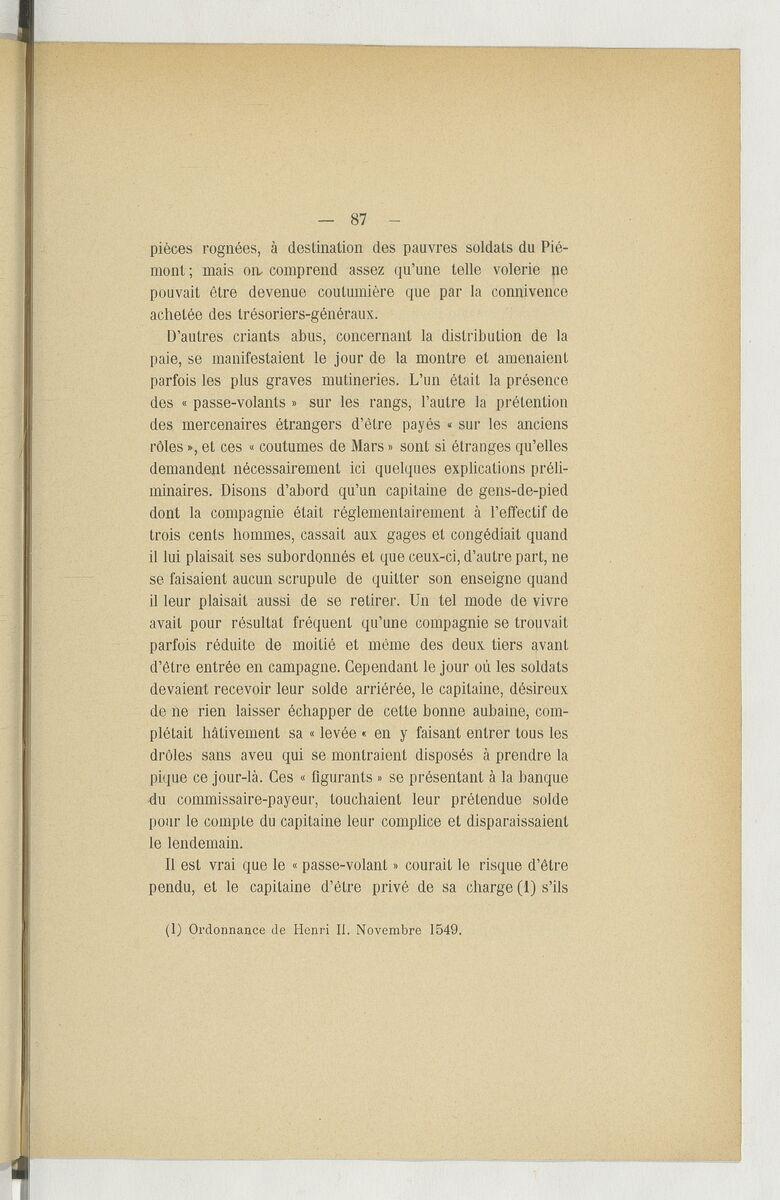 — 87 —
pièces rognées, à destination des pauvres soldats du Pié-
mont ; mais on comprend assez qu'une telle volerie ne
pouvait être devenue coutumière que par la connivence
achetée des trésoriers-généraux.
D'autres criants abus, concernant la distribution de la
paie, se manifestaient le jour de la montre et amenaient
parfois les plus graves mutineries. L'un était la présence
des « passe-volants » sur les rangs, l'autre la prétention
des mercenaires étrangers d'être payés « sur les anciens
rôles », et ces « coutumes de Mars » sont si étranges qu'elles
demandent nécessairement ici quelques explications préli-
minaires. Disons d'abord qu'un capitaine de gens-de-pied
dont la compagnie était réglementairement à l'effectif de
trois cents hommes, cassait aux gages et congédiait quand
il lui plaisait ses subordonnés et que ceux-ci, d'autre part, ne
se faisaient aucun scrupule de quitter son enseigne quand
il leur plaisait aussi de se retirer. Un tel mode de vivre
avait pour résultat fréquent qu'une compagnie se trouvait
parfois réduite de moitié et même des deux tiers avant
d'être entrée en campagne. Cependant le jour où les soldats
devaient recevoir leur solde arriérée, le capitaine, désireux
de ne rien laisser échapper de cette bonne aubaine, com-
plétait hâtivement sa « levée « en y faisant entrer tous les
drôles sans aveu qui se montraient disposés à prendre la
pique ce jour-là. Ces « figurants » se présentant à la banque
du commissaire-payeur, touchaient leur prétendue solde
pour le compte du capitaine leur complice et disparaissaient
le lendemain.
Il est vrai que le « passe-volant » courait le risque d'être
pendu, et le capitaine d'être privé de sa charge (1) s'ils
(1) Ordonnance de Henri II. Novembre 1549.